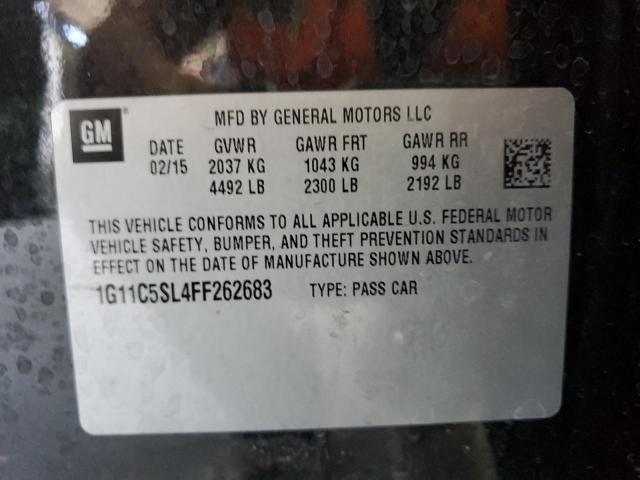 GM
MFD BY GENERAL MOTORS LLC
DATE GVWR GAWR FRT GAWR RR
02/15 2037 KG 1043 KG 994 KG
4492 LB 2300 LB 2192 LB
THIS VEHICLE CONFORMS TO ALL APPLICABLE U.S. FEDERAL MOTOR
VEHICLE SAFETY, BUMPER, AND THEFT PREVENTION STANDARDS IN
EFFECT ON THE DATE OF MANUFACTURE SHOWN ABOVE.
1G11C5SL4FF262683 TYPE: PASS CAR